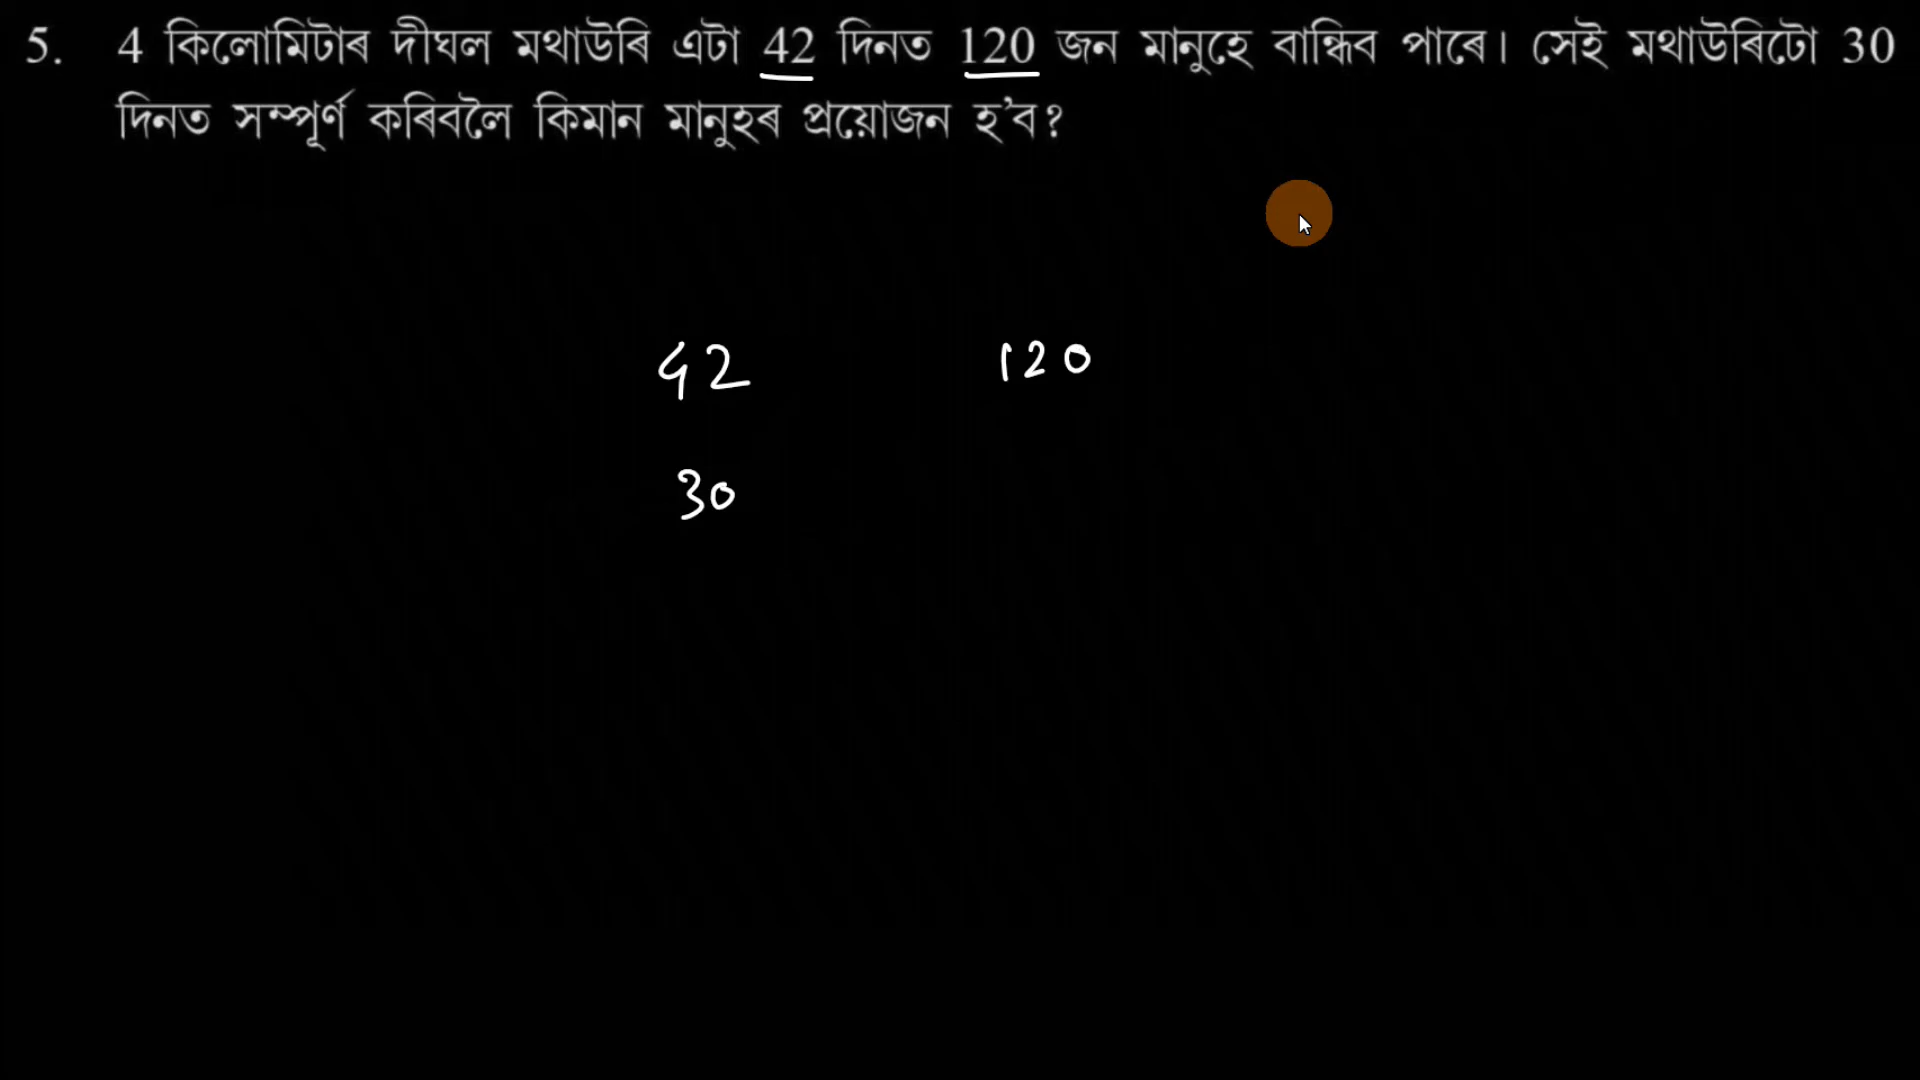 5. 4 কিলোমিটাৰ দীঘল মথাউৰি এটা 42 দিনত 120 জন মানুহে বান্ধিব পাৰে। সেই মথাউৰিটো 30
দিনত সম্পূৰ্ণ কৰিবলৈ কিমান মানুহৰ প্ৰয়োজন হ'ব?
42 120
30